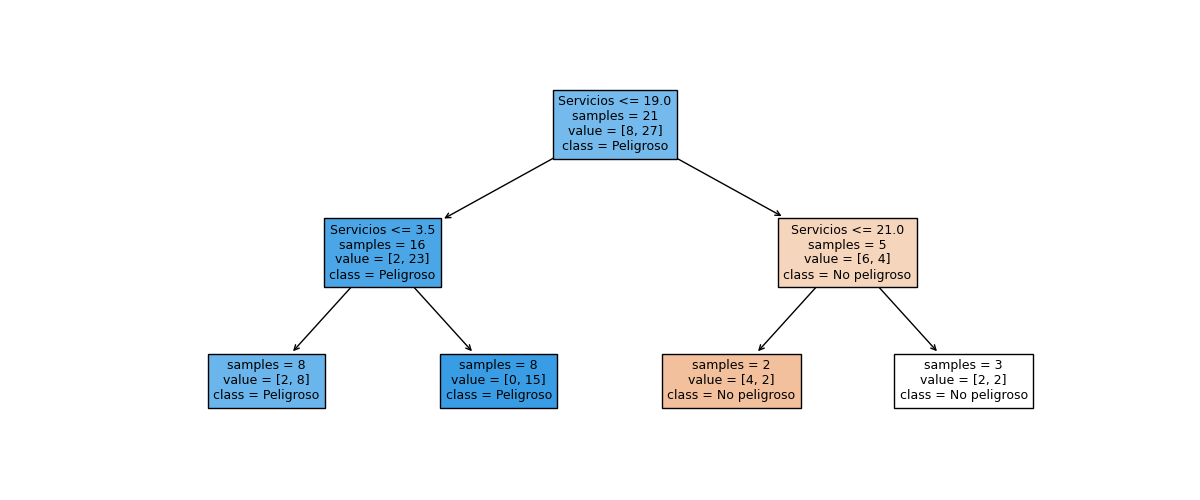 Servicios <= 19.0
samples = 21
value = [8, 27]
class = Peligroso
Servicios <= 3.5
samples = 16
value = [2, 23]
class = Peligroso
Servicios <= 21.0
samples = 5
value = [6, 4]
class = No peligroso
samples = 8
value = [2, 8]
class = Peligroso
samples = 8
value = [0, 15]
class = Peligroso
samples = 2
value = [4, 2]
class = No peligroso
samples = 3
value = [2, 2]
class = No peligroso